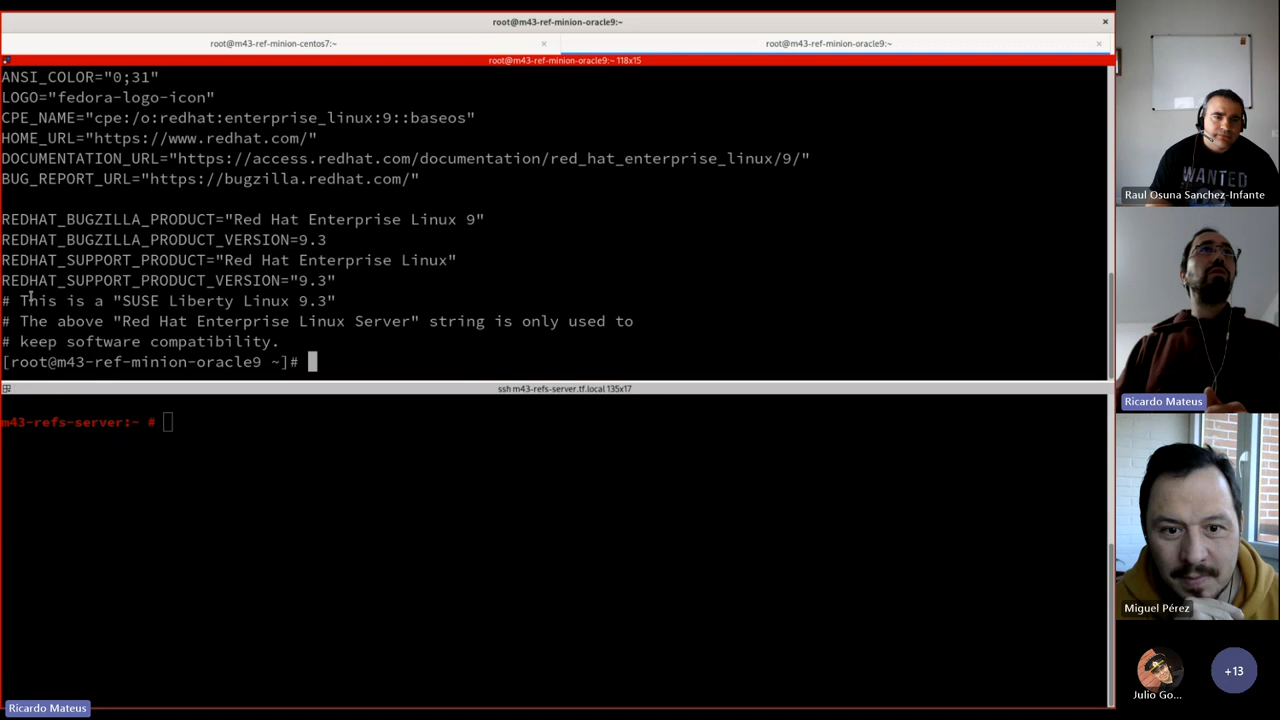 root@m43-ref-minion-oracle9:~
root@m43-ref-minion-centos7:~
root@m43-ref-minion-oracle9:~
root@m43-ref-minion-oracle9:~ 118x15
ANSI_COLOR="0;31"
LOGO="fedora-logo-icon"
CPE_NAME="cpe:/o:redhat:enterprise_linux:9::baseos"
HOME_URL="https://www.redhat.com/"
DOCUMENTATION_URL="https://access.redhat.com/documentation/red_hat_enterprise_linux/9/"
BUG_REPORT_URL="https://bugzilla.redhat.com/"
REDHAT_BUGZILLA_PRODUCT="Red Hat Enterprise Linux 9"
REDHAT_BUGZILLA_PRODUCT_VERSION=9.3
REDHAT_SUPPORT_PRODUCT="Red Hat Enterprise Linux"
REDHAT_SUPPORT_PRODUCT_VERSION="9.3"
# This is a "SUSE Liberty Linux 9.3"
# The above "Red Hat Enterprise Linux Server" string is only used to
# keep software compatibility.
[root@m43-ref-minion-oracle9 ~]#
ssh m43-refs-server.tf.local 135x17
m43-refs-server:~ #
Ricardo Mateus
WANTED
Raul Osuna Sanchez-Infante
Ricardo Mateus
Miguel Pérez
Julio Go...
+13